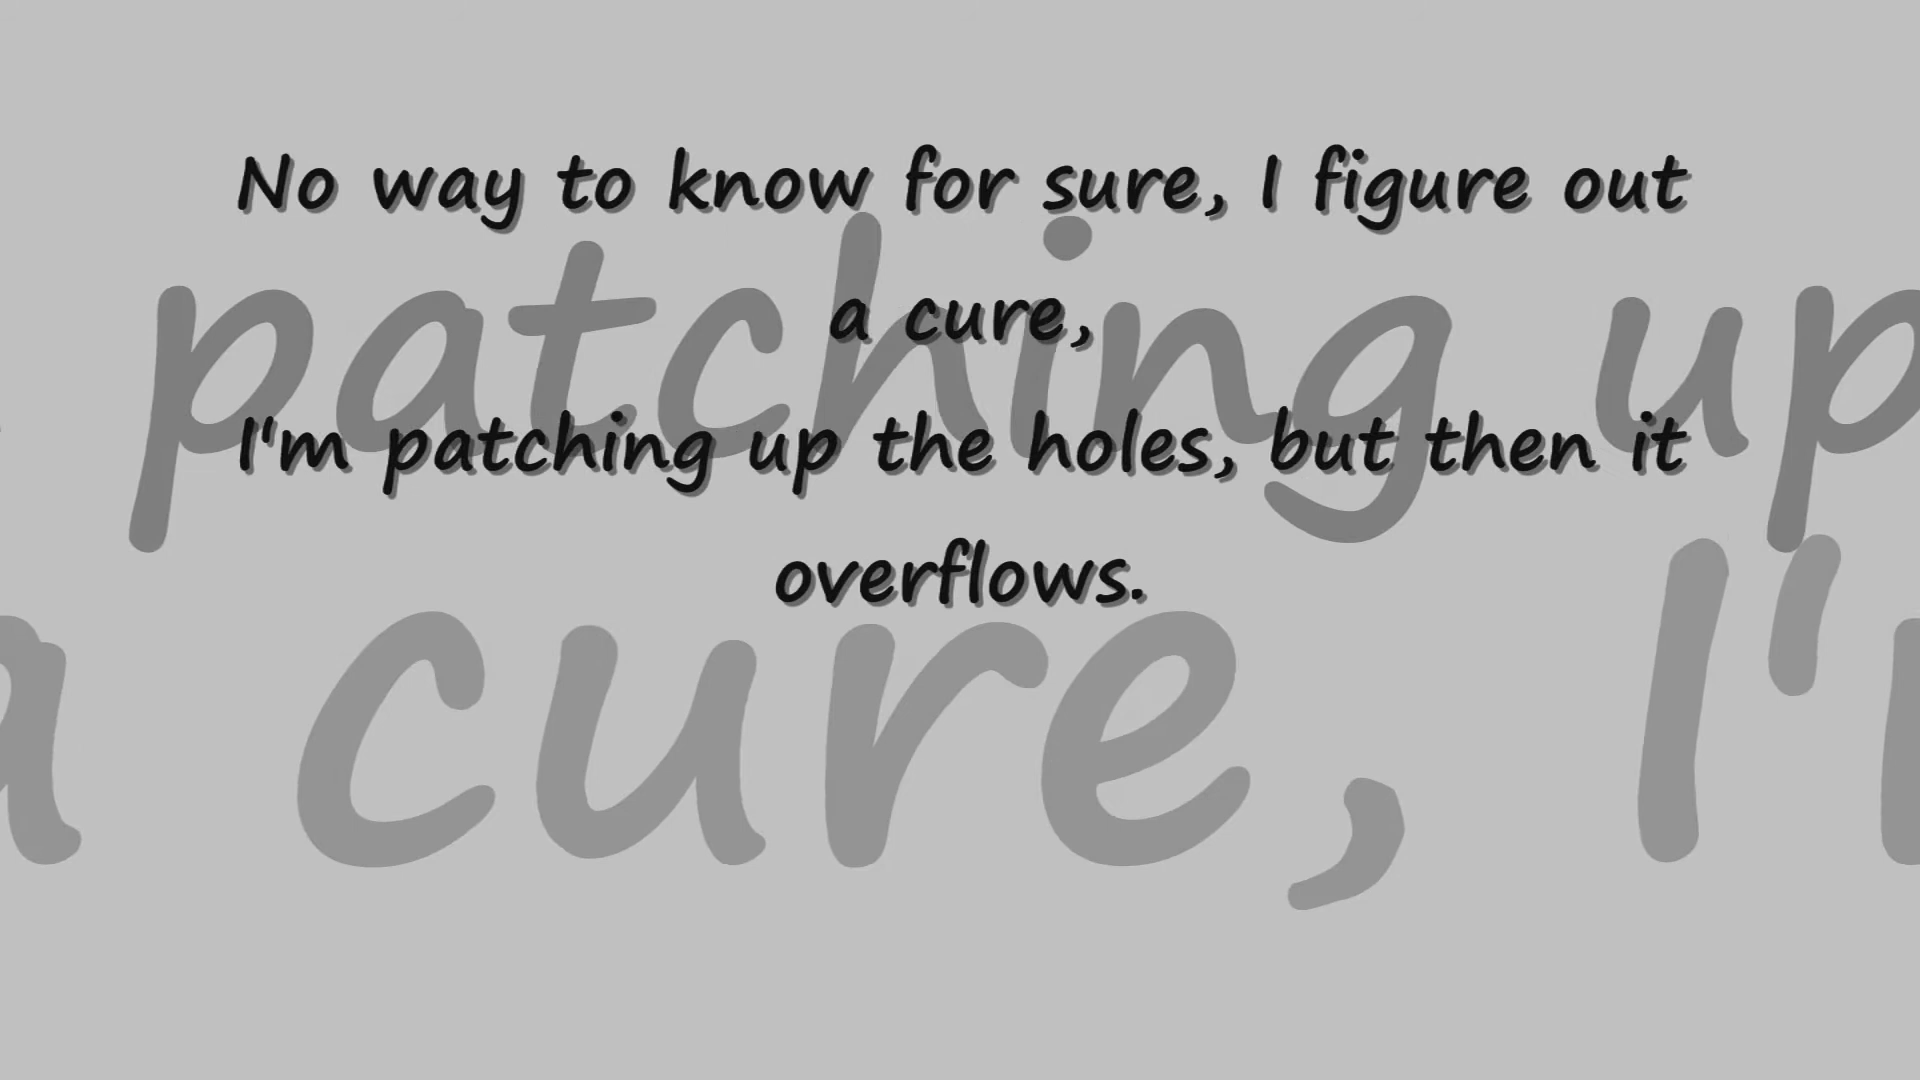 No way to know for sure, I figure out
a cure,
I'm patching up the holes, but then it
overflows.
patching up
a cure, I'm